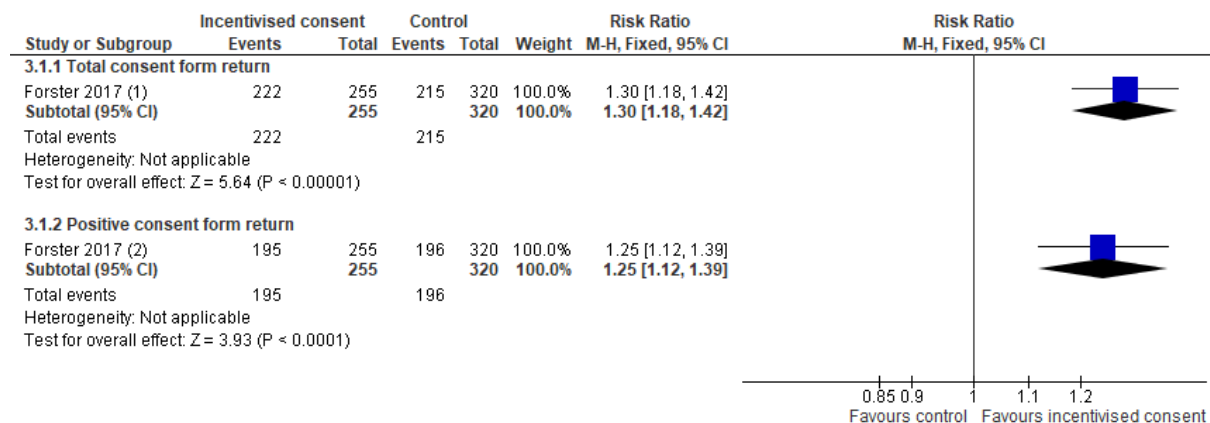 Incentivised consent Control Risk Ratio Risk Ratio
Study or Subgroup Events Total Events Total Weight M-H, Fixed, 95% CI M-H, Fixed, 95% CI
3.1.1 Total consent form return
Forster 2017 (1) 222 255 215 320 100.0% 1.30 [1.18, 1.42]
Subtotal (95% CI) 255 320 100.0% 1.30 [1.18, 1.42]
Total events 222 215
Heterogeneity: Not applicable
Test for overall effect: Z = 5.64 (P < 0.00001)
3.1.2 Positive consent form return
Forster 2017 (2) 195 255 196 320 100.0% 1.25 [1.12, 1.39]
Subtotal (95% CI) 255 320 100.0% 1.25 [1.12, 1.39]
Total events 195 196
Heterogeneity: Not applicable
Test for overall effect: Z = 3.93 (P < 0.0001)
0.85 0.9 1 1.1 1.2
Favours control Favours incentivised consent